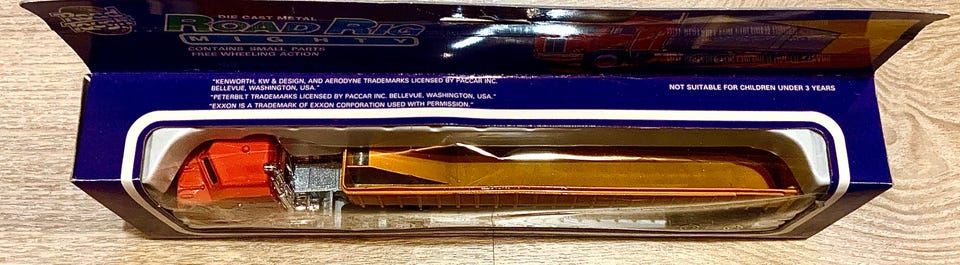 DIE CAST METAL
ROAD RIG
MIGHTY
CONTAINS SMALL PARTS
FREE WHEELING ACTION
"KENWORTH, KW & DESIGN, AND AERODYNE TRADEMARKS LICENSED BY PACCAR INC.
BELLEVUE, WASHINGTON, USA."
"PETERBILT TRADEMARKS LICENSED BY PACCAR INC. BELLEVUE, WASHINGTON, USA."
"EXXON IS A TRADEMARK OF EXXON CORPORATION USED WITH PERMISSION."
NOT SUITABLE FOR CHILDREN UNDER 3 YEARS